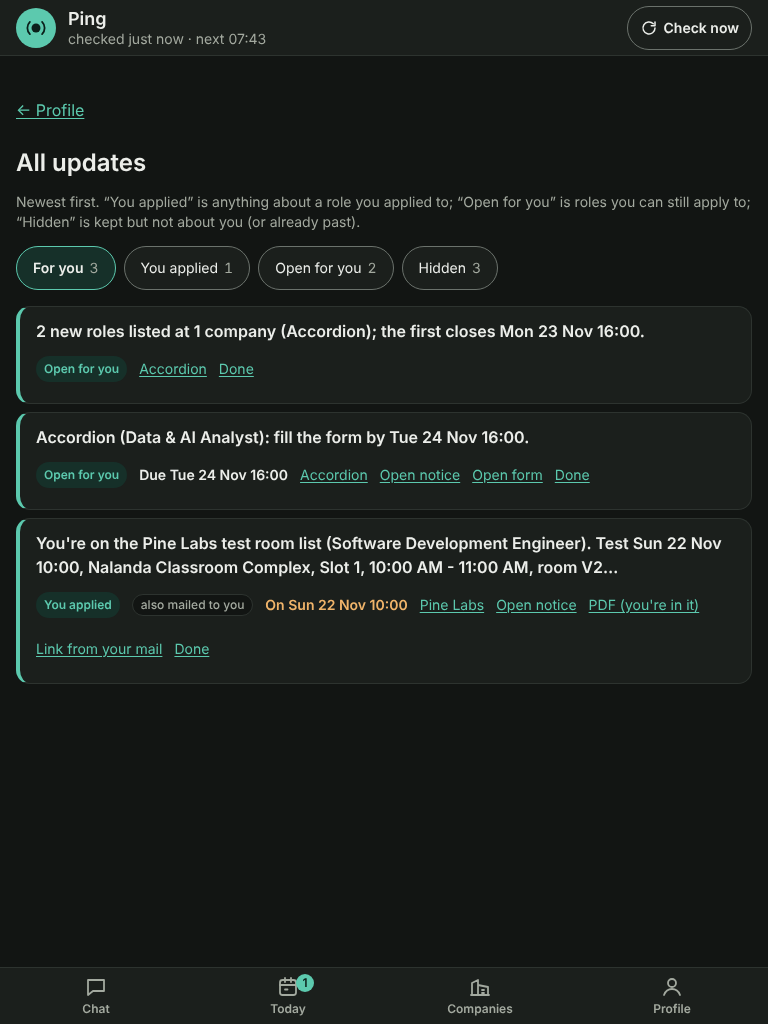 Ping
checked just now · next 07:43
Check now
← Profile
All updates
Newest first. “You applied” is anything about a role you applied to; “Open for you” is roles you can still apply to;
“Hidden” is kept but not about you (or already past).
For you 3
You applied 1
Open for you 2
Hidden 3
2 new roles listed at 1 company (Accordion); the first closes Mon 23 Nov 16:00.
Open for you Accordion Done
Accordion (Data & AI Analyst): fill the form by Tue 24 Nov 16:00.
Open for you Due Tue 24 Nov 16:00 Accordion Open notice Open form Done
You're on the Pine Labs test room list (Software Development Engineer). Test Sun 22 Nov
10:00, Nalanda Classroom Complex, Slot 1, 10:00 AM - 11:00 AM, room V2…
You applied also mailed to you On Sun 22 Nov 10:00 Pine Labs Open notice PDF (you're in it)
Link from your mail Done
Chat
1
Today
Companies
Profile